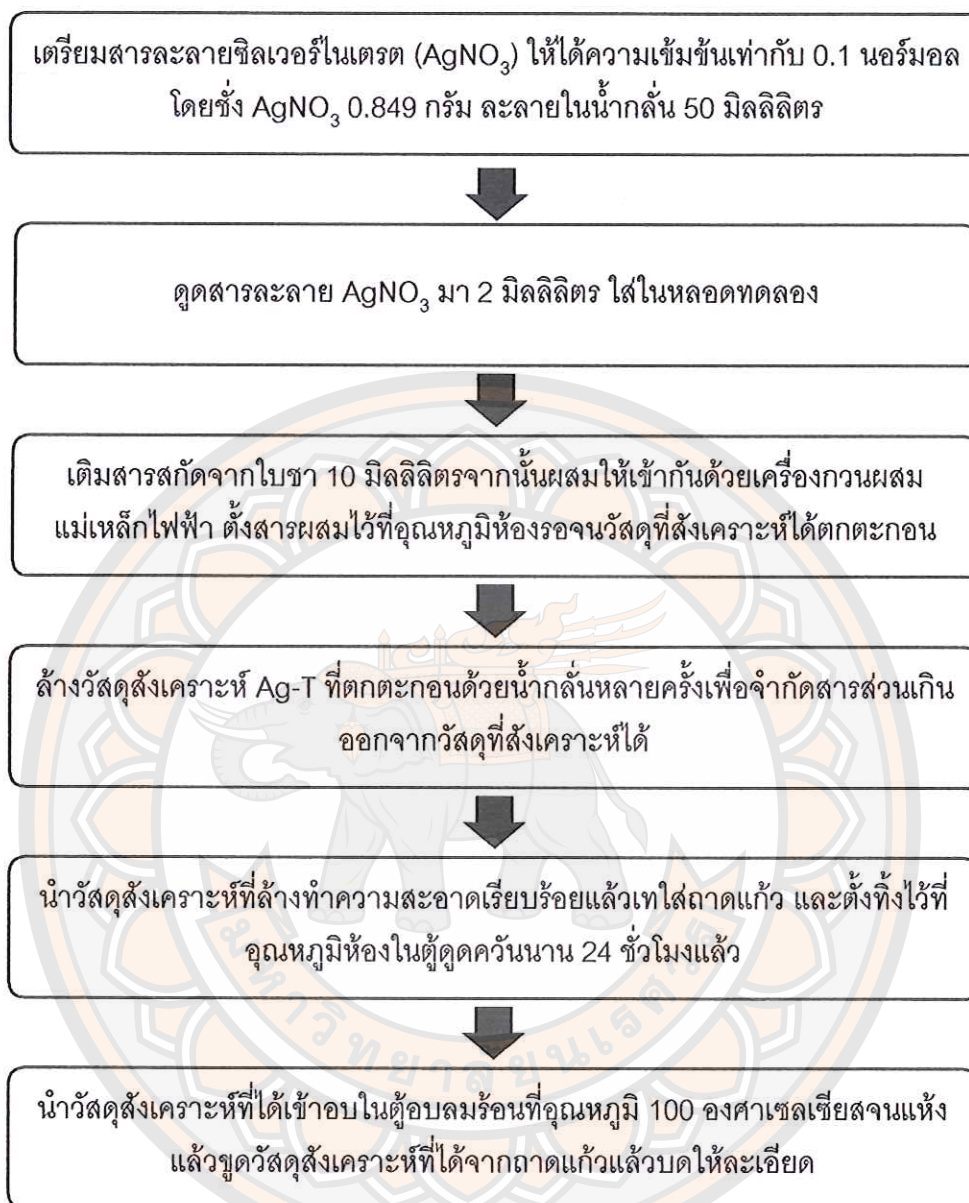 เตรียมสารละลายซิลเวอร์ไนเตรต (AgNO₃) ให้ได้ความเข้มข้นเท่ากับ 0.1 นอร์มอล
โดยชั่ง AgNO₃ 0.849 กรัม ละลายในน้ำกลั่น 50 มิลลิลิตร
ดูดสารละลาย AgNO₃ มา 2 มิลลิลิตร ใส่ในหลอดทดลอง
เติมสารสกัดจากใบชา 10 มิลลิลิตรจากนั้นผสมให้เข้ากันด้วยเครื่องกวนผสม
แม่เหล็กไฟฟ้า ตั้งสารผสมไว้ที่อุณหภูมิห้องรอจนวัสดุที่สังเคราะห์ได้ตกตะกอน
ล้างวัสดุสังเคราะห์ Ag-T ที่ตกตะกอนด้วยน้ำกลั่นหลายครั้งเพื่อจำกัดสารส่วนเกิน
ออกจากวัสดุที่สังเคราะห์ได้
นำวัสดุสังเคราะห์ที่ล้างทำความสะอาดเรียบร้อยแล้วเทใส่ถาดแก้ว และตั้งทิ้งไว้ที่
อุณหภูมิห้องในตู้ดูดควันนาน 24 ชั่วโมงแล้ว
มหาวิทยาลัยนเรศวร
นำวัสดุสังเคราะห์ที่ได้เข้าอบในตู้อบลมร้อนที่อุณหภูมิ 100 องศาเซลเซียสจนแห้ง
แล้วขูดวัสดุสังเคราะห์ที่ได้จากถาดแก้วแล้วบดให้ละเอียด